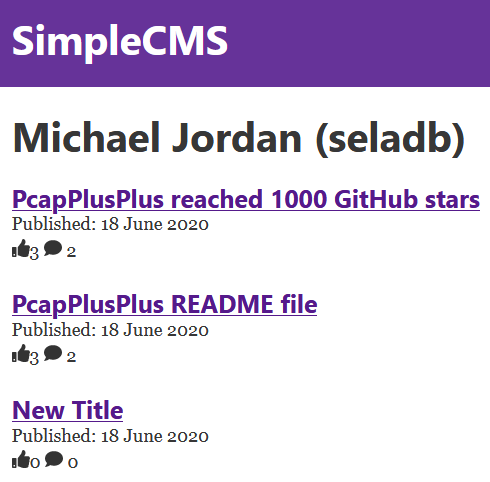 SimpleCMS
Michael Jordan (seladb)
PcapPlusPlus reached 1000 GitHub stars
Published: 18 June 2020
3 2
PcapPlusPlus README file
Published: 18 June 2020
3 2
New Title
Published: 18 June 2020
0 0